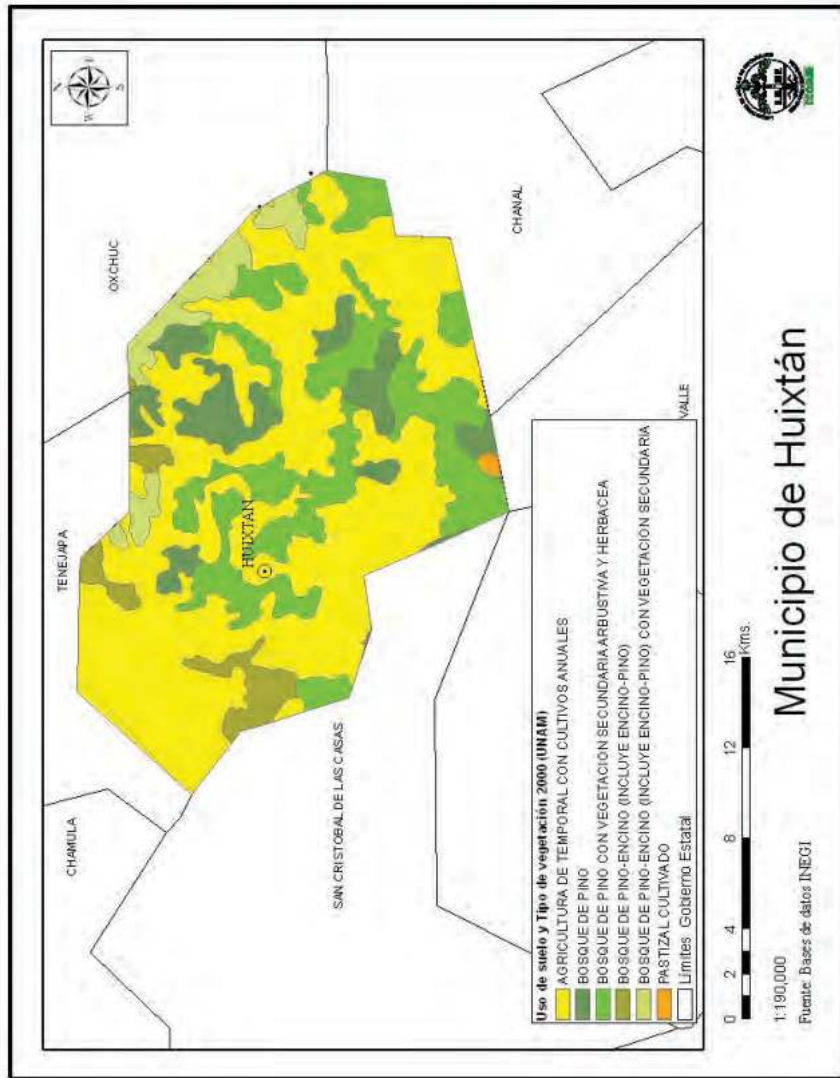 N
W
S
CHAMULA
TENEJAPA
OXCHUC
HUIXTÁN
SAN CRISTOBAL DE LAS CASAS
CHANAL
VALLE
Uso de suelo y Tipo de vegetación 2000 (UNAM)
AGRICULTURA DE TEMPORAL CON CULTIVOS ANUALES
BOSQUE DE PINO
BOSQUE DE PINO CON VEGETACIÓN SECUNDARIA ARBUSTIVA Y HERBACEA
BOSQUE DE PINO-ENCINO (INCLUYE ENCINO-PINO)
BOSQUE DE PINO-ENCINO (INCLUYE ENCINO-PINO) CON VEGETACIÓN SECUNDARIA
PASTIZAL CULTIVADO
Límites Gobierno Estatal
0 2 4 8 12 16
Kms.
1:190,000
Fuente: Bases de datos INEGI
Municipio de Huixtán